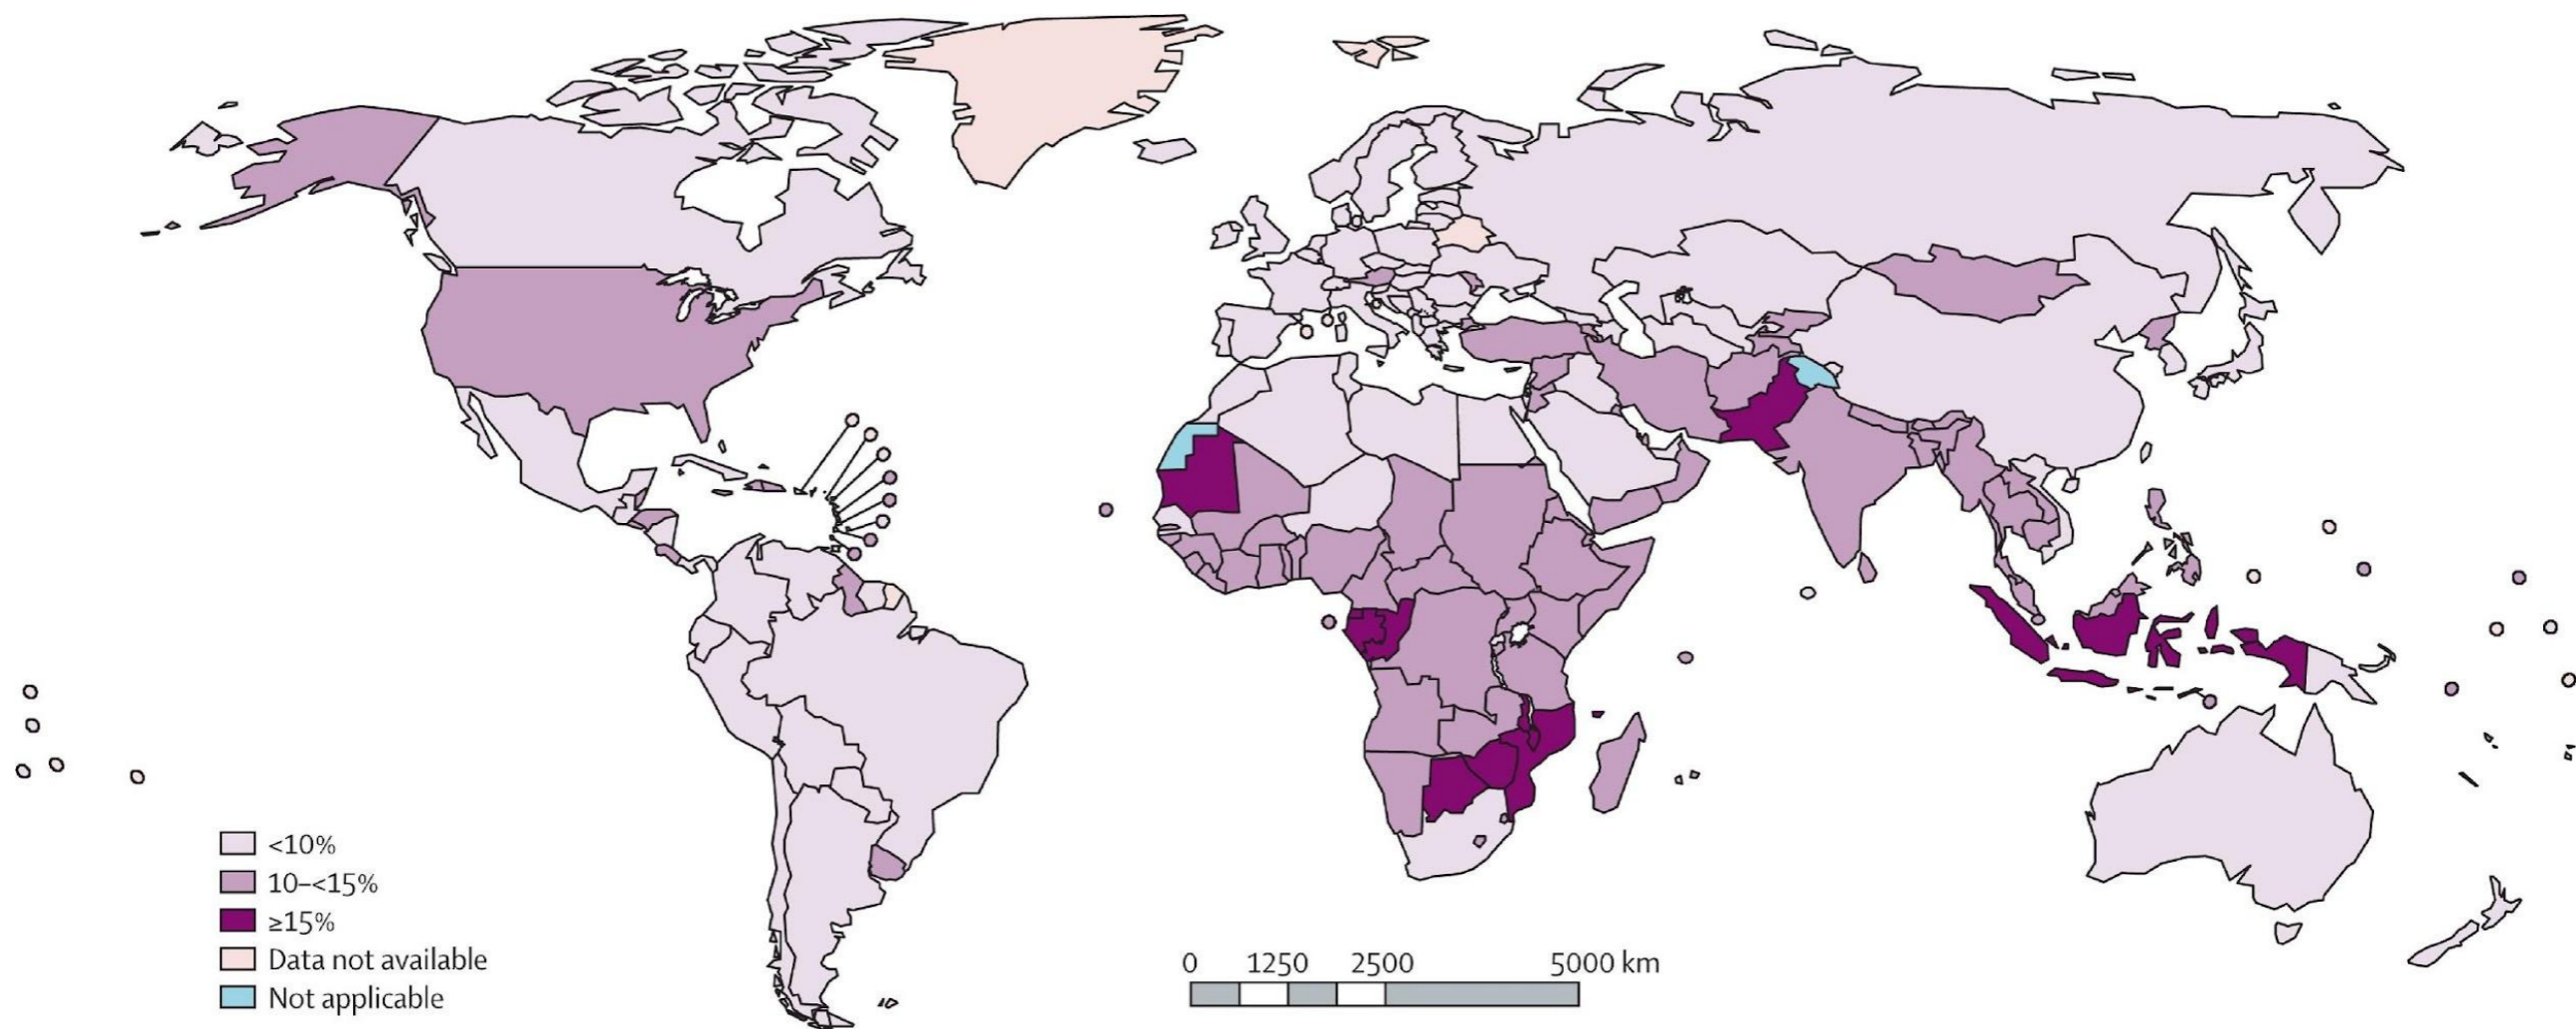 <10%
10–<15%
≥15%
Data not available
Not applicable
0 1250 2500 5000 km